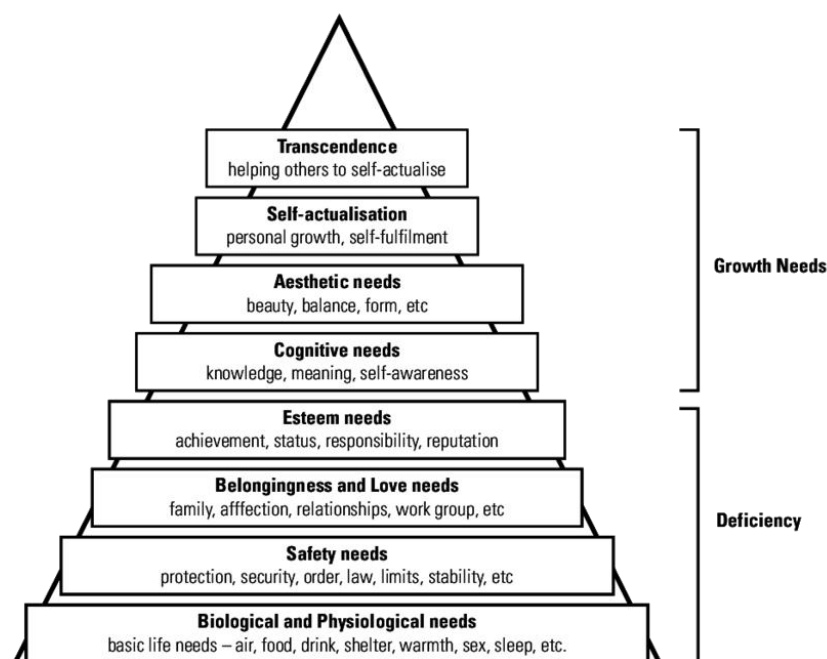 Transcendence
helping others to self-actualise
Self-actualisation
personal growth, self-fulfilment
Aesthetic needs
beauty, balance, form, etc
Growth Needs
Cognitive needs
knowledge, meaning, self-awareness
Esteem needs
achievement, status, responsibility, reputation
Belongingness and Love needs
family, afffection, relationships, work group, etc
Deficiency
Safety needs
protection, security, order, law, limits, stability, etc
Biological and Physiological needs
basic life needs – air, food, drink, shelter, warmth, sex, sleep, etc.